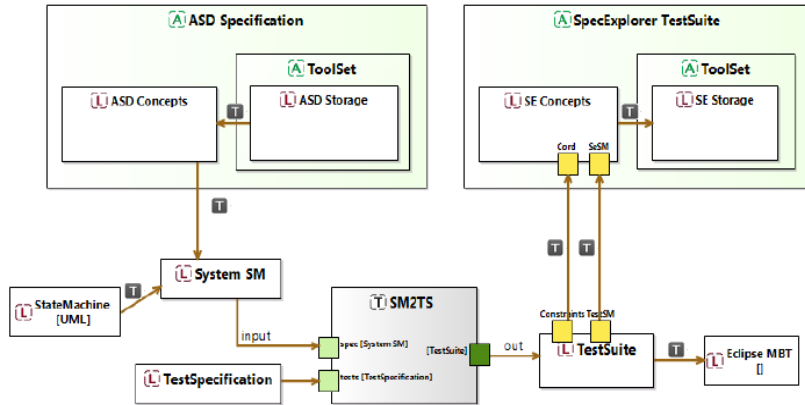 A ASD Specification
A SpecExplorer TestSuite
A ToolSet
A ToolSet
L ASD Concepts
L ASD Storage
L SE Concepts
L SE Storage
T
T
Cord
SeSM
T
T
T
L System SM
T
L StateMachine
[UML]
T SM2TS
Constraints
TestSM
input
spec [System SM]
[TestSuite]
out
L TestSuite
T
L Eclipse MBT
[]
L TestSpecification
tests [TestSpecification]